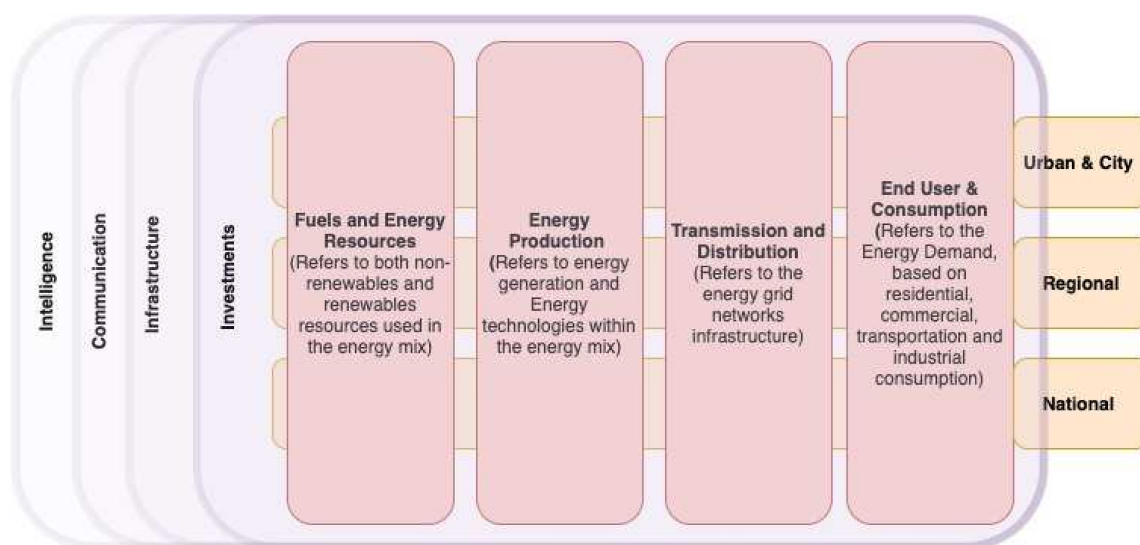 Intelligence
Communication
Infrastructure
Investments
Fuels and Energy
Resources
(Refers to both non-
renewables and
renewables
resources used in
the energy mix)
Energy
Production
(Refers to energy
generation and
Energy
technologies within
the energy mix)
Transmission and
Distribution
(Refers to the
energy grid
networks
infrastructure)
End User &
Consumption
(Refers to the
Energy Demand,
based on
residential,
commercial,
transportation and
industrial
consumption)
Urban & City
Regional
National